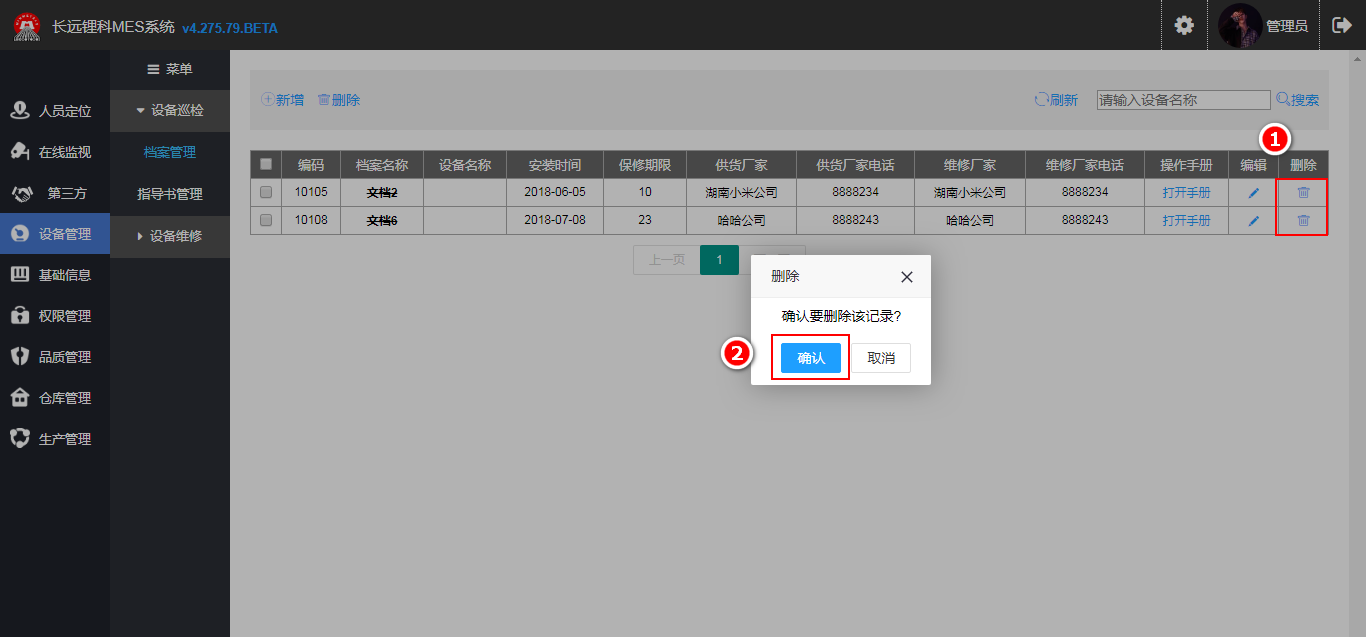 长远锂科MES系统 v4.275.79.BETA
管理员
菜单
人员定位
在线监视
第三方
设备管理
基础信息
权限管理
品质管理
仓库管理
生产管理
设备巡检
档案管理
指导书管理
设备维修
新增 删除 刷新 请输入设备名称 搜索
1
编码 档案名称 设备名称 安装时间 保修期限 供货厂家 供货厂家电话 维修厂家 维修厂家电话 操作手册 编辑 删除
10105 文档2 2018-06-05 10 湖南小米公司 8888234 湖南小米公司 8888234 打开手册
10108 文档6 2018-07-08 23 哈哈公司 8888243 哈哈公司 8888243 打开手册
上一页 1
删除
确认要删除该记录?
2
确认 取消